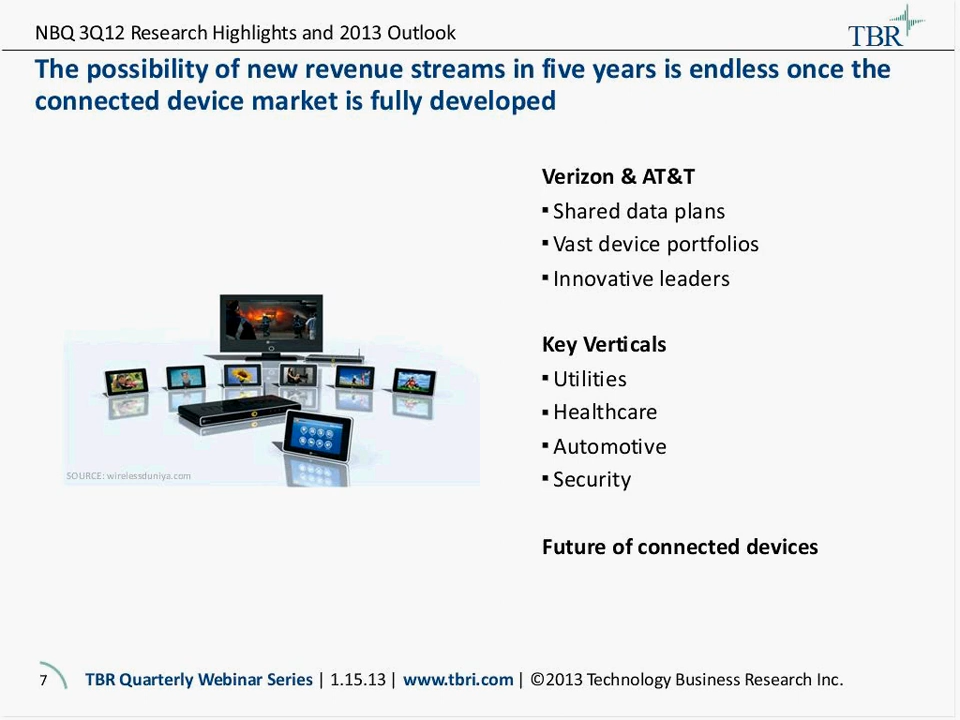 NBQ 3Q12 Research Highlights and 2013 Outlook
TBR
The possibility of new revenue streams in five years is endless once the
connected device market is fully developed
Verizon & AT&T
▪ Shared data plans
▪ Vast device portfolios
▪ Innovative leaders
Key Verticals
▪ Utilities
▪ Healthcare
▪ Automotive
▪ Security
SOURCE: wirelessduniya.com
Future of connected devices
7
TBR Quarterly Webinar Series | 1.15.13 | www.tbri.com | ©2013 Technology Business Research Inc.